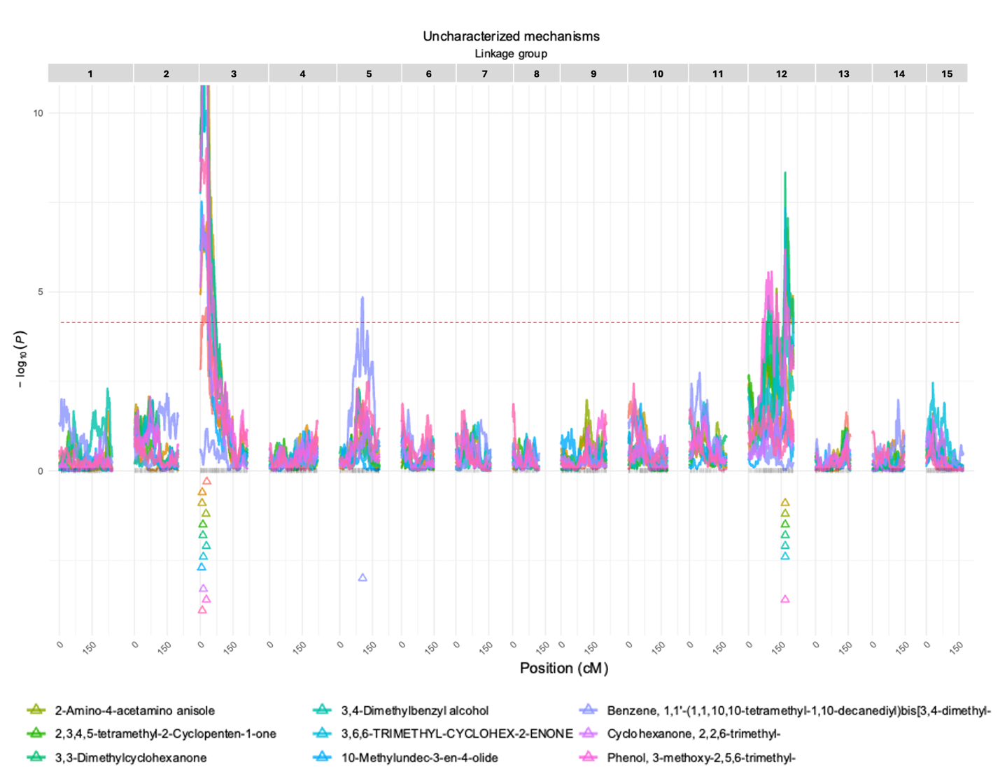 Uncharacterized mechanisms
Linkage group
1 2 3 4 5 6 7 8 9 10 11 12 13 14 15
10
5
0
− log10(P)
0 150 0 150 0 150 0 150 0 150 0 150 0 150 0 150 0 150 0 150 0 150 0 150 0 150 0 150 0 150
Position (cM)
2-Amino-4-acetamino anisole 3,4-Dimethylbenzyl alcohol Benzene, 1,1'-(1,1,10,10-tetramethyl-1,10-decanediyl)bis[3,4-dimethyl-
2,3,4,5-tetramethyl-2-Cyclopenten-1-one 3,6,6-TRIMETHYL-CYCLOHEX-2-ENONE Cyclohexanone, 2,2,6-trimethyl-
3,3-Dimethylcyclohexanone 10-Methylundec-3-en-4-olide Phenol, 3-methoxy-2,5,6-trimethyl-